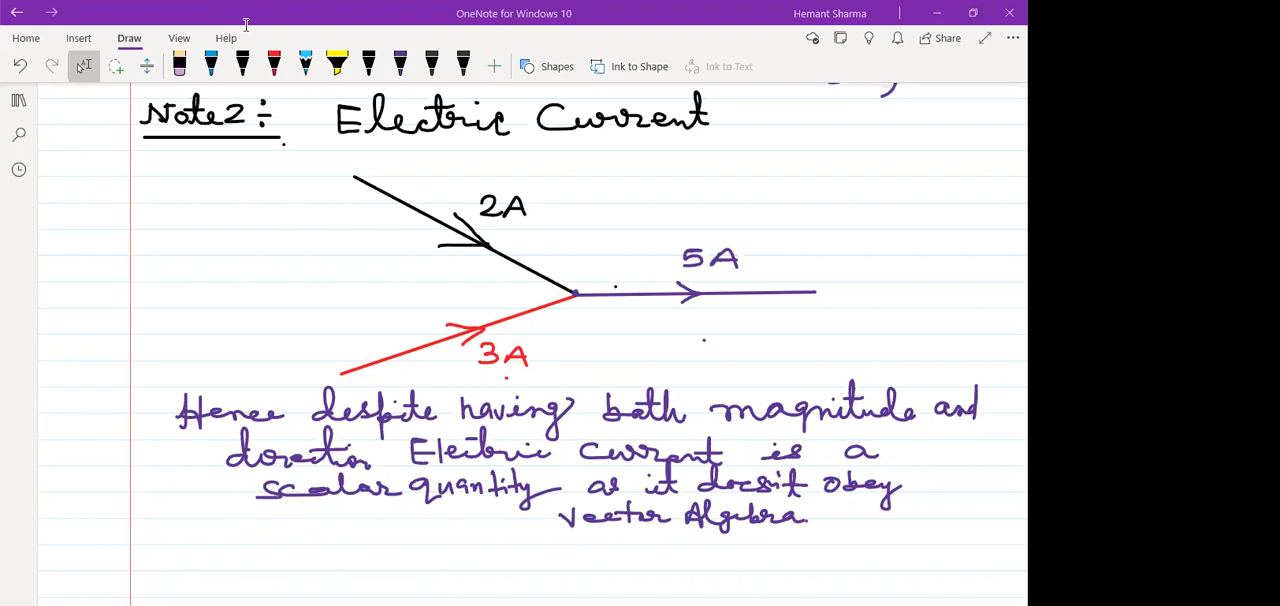 OneNote for Windows 10
Hemant Sharma
Home Insert Draw View Help
Share
Shapes Ink to Shape Ink to Text
Note2 ÷ Electric Current
2A
5A
3A
Hence despite having both magnitude and
direction Electric Current is a
scalar quantity as it doesn't obey
vector Algebra.